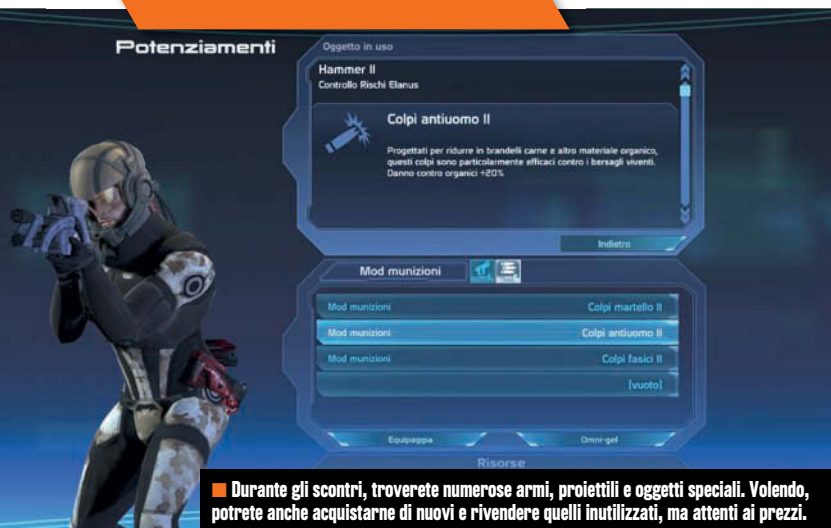 Potenziamenti
Oggetto in uso
Hammer II
Controllo Rischi Elanus
Colpi antiuomo II
Progettati per ridurre in brandelli carne e altro materiale organico,
questi colpi sono particolarmente efficaci contro i bersagli viventi.
Danno contro organici +20%
Indietro
Mod munizioni
Mod munizioni Colpi martello II
Mod munizioni Colpi antiuomo II
Mod munizioni Colpi fasici II
[vuoto]
Equipaggia Omni-gel
Risorse
Durante gli scontri, troverete numerose armi, proiettili e oggetti speciali. Volendo,
potrete anche acquistarne di nuovi e rivendere quelli inutilizzati, ma attenti ai prezzi.